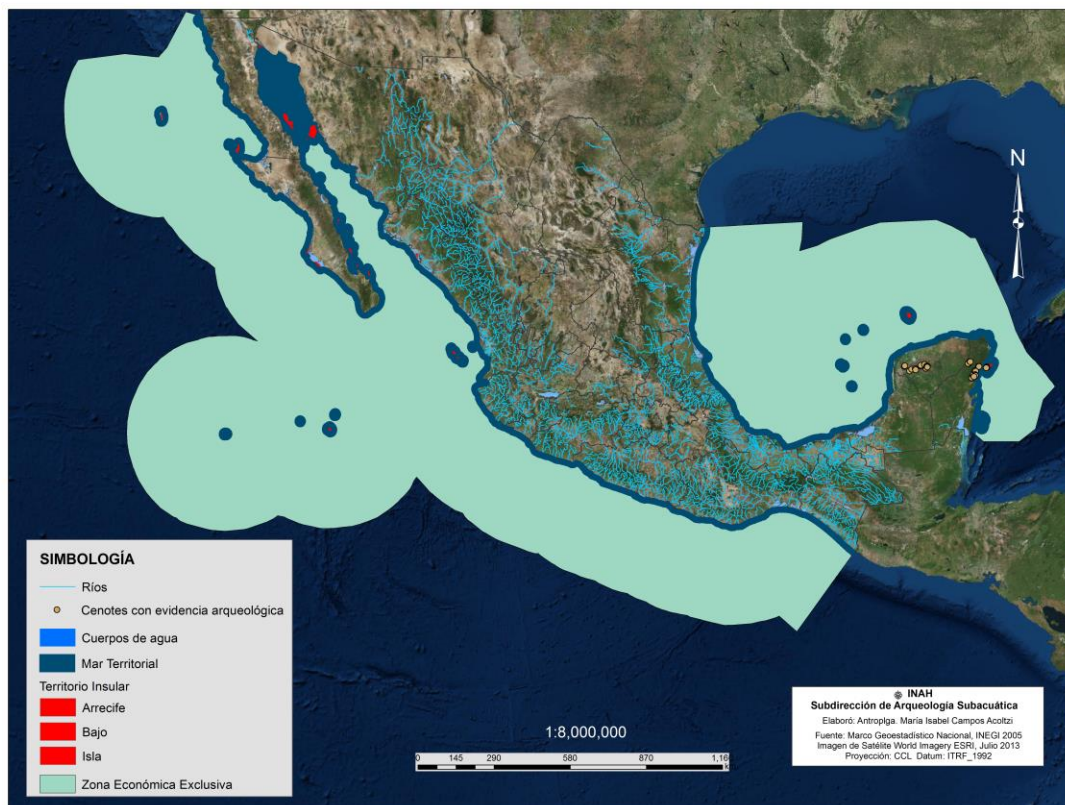 N
SIMBOLOGÍA
Ríos
Cenotes con evidencia arqueológica
Cuerpos de agua
Mar Territorial
Territorio Insular
Arrecife
Bajo
Isla
Zona Económica Exclusiva
1:8,000,000
0 145 290 580 870 1,16
INAH
Subdirección de Arqueología Subacuática
Elaboró: Antroplga. María Isabel Campos Acoltzi
Fuente: Marco Geoestadístico Nacional, INEGI 2005
Imagen de Satélite World Imagery ESRI, Julio 2013
Proyección: CCL Datum: ITRF_1992